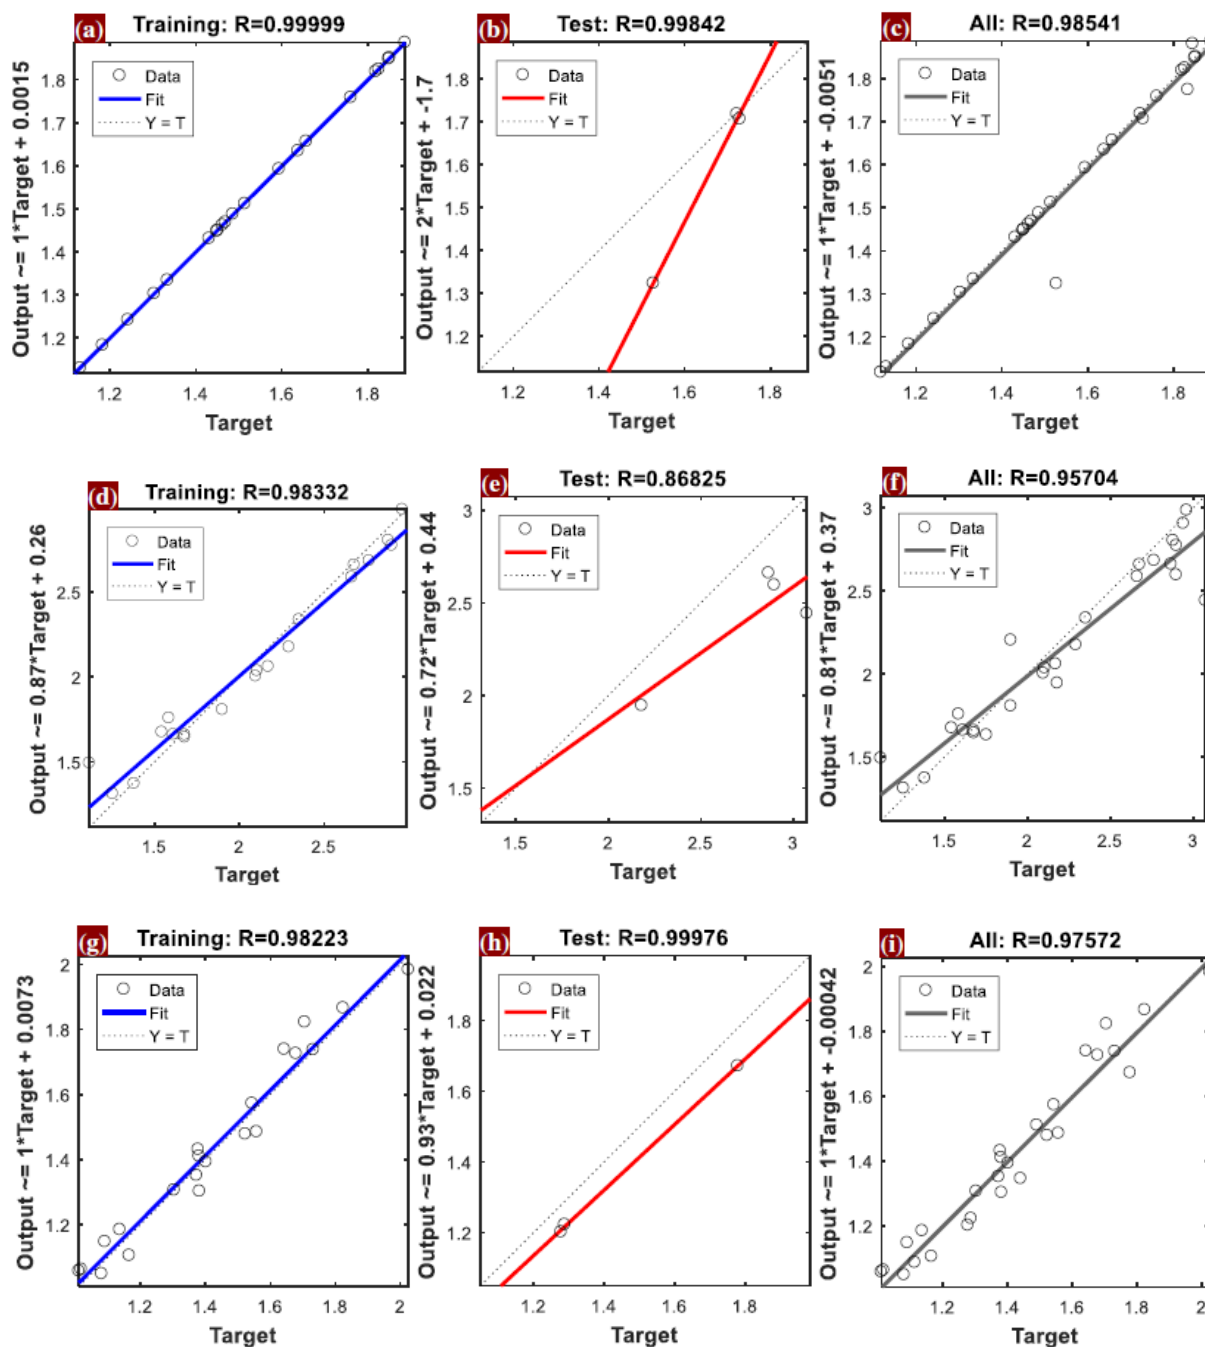 (a) Training: R=0.99999
Output ~= 1*Target + 0.0015
Data
Fit
Y = T
1.8
1.7
1.6
1.5
1.4
1.3
1.2
1.2 1.4 1.6 1.8
Target
(b) Test: R=0.99842
Output ~= 2*Target + -1.7
Data
Fit
Y = T
1.8
1.7
1.6
1.5
1.4
1.3
1.2
1.2 1.4 1.6 1.8
Target
(c) All: R=0.98541
Output ~= 1*Target + -0.0051
Data
Fit
Y = T
1.8
1.7
1.6
1.5
1.4
1.3
1.2
1.2 1.4 1.6 1.8
Target
(d) Training: R=0.98332
Output ~= 0.87*Target + 0.26
Data
Fit
Y = T
2.5
2
1.5
1.5 2 2.5
Target
(e) Test: R=0.86825
Output ~= 0.72*Target + 0.44
Data
Fit
Y = T
3
2.5
2
1.5
1.5 2 2.5 3
Target
(f) All: R=0.95704
Output ~= 0.81*Target + 0.37
Data
Fit
Y = T
3
2.5
2
1.5
1.5 2 2.5 3
Target
(g) Training: R=0.98223
Output ~= 1*Target + 0.0073
Data
Fit
Y = T
2
1.8
1.6
1.4
1.2
1.2 1.4 1.6 1.8 2
Target
(h) Test: R=0.99976
Output ~= 0.93*Target + 0.022
Data
Fit
Y = T
1.8
1.6
1.4
1.2
1.2 1.4 1.6 1.8
Target
(i) All: R=0.97572
Output ~= 1*Target + -0.00042
Data
Fit
Y = T
2
1.8
1.6
1.4
1.2
1.2 1.4 1.6 1.8 2
Target